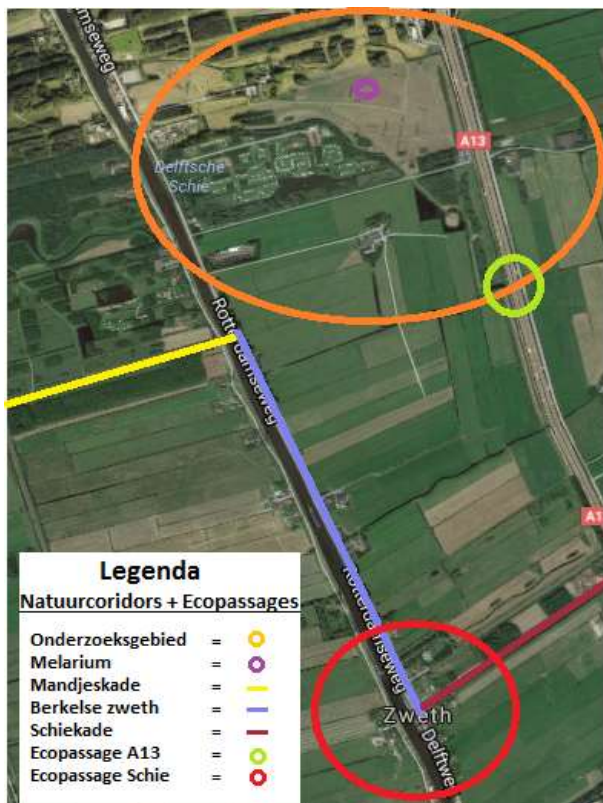 amseweg
A13
Delftsche
Schie
Rotterdamseweg
A1
Rotterdamseweg
Zweth
Delftwe
Legenda
Natuurcoridors + Ecopassages
Onderzoeksgebied =
Melarium =
Mandjeskade =
Berkelse zweth =
Schiekade =
Ecopassage A13 =
Ecopassage Schie =